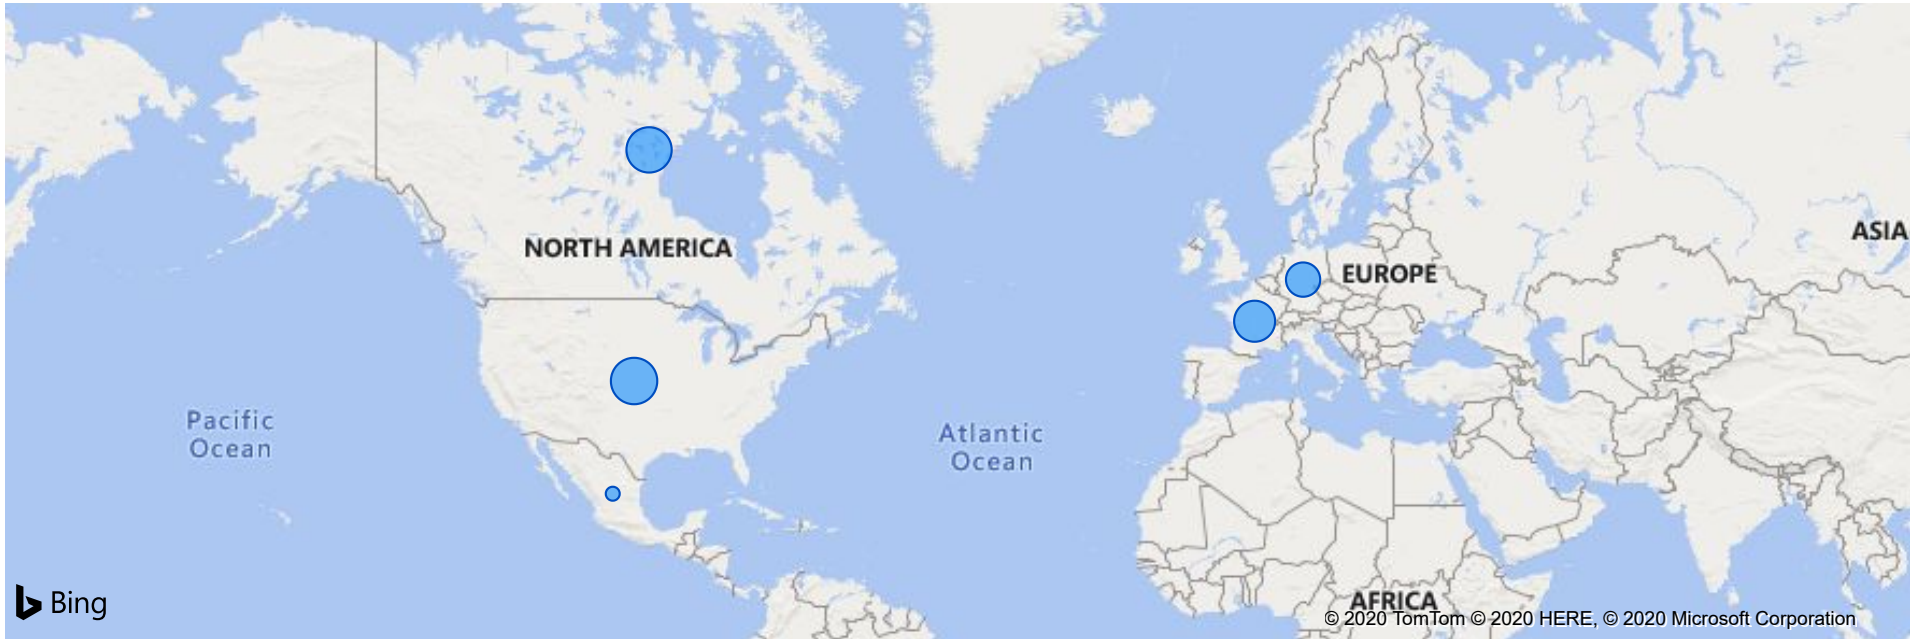 ASIA
NORTH AMERICA
EUROPE
Pacific
Ocean
Atlantic
Ocean
AFRICA
Bing
© 2020 TomTom © 2020 HERE, © 2020 Microsoft Corporation